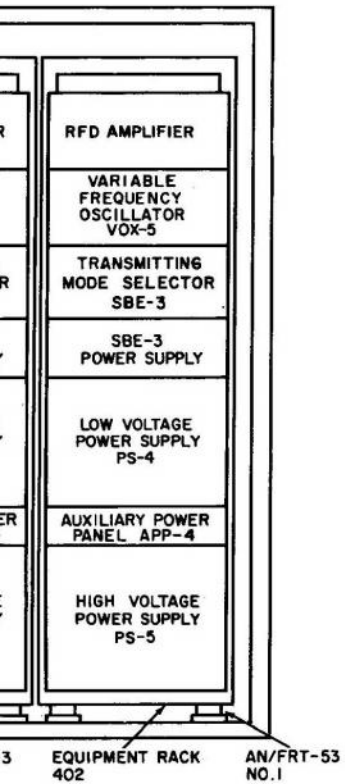 R
RFD AMPLIFIER
VARIABLE
FREQUENCY
OSCILLATOR
VOX-5
R
TRANSMITTING
MODE SELECTOR
SBE-3
Y
SBE-3
POWER SUPPLY
Y
LOW VOLTAGE
POWER SUPPLY
PS-4
ER
AUXILIARY POWER
PANEL APP-4
E
Y
HIGH VOLTAGE
POWER SUPPLY
PS-5
3
EQUIPMENT RACK
402
AN/FRT-53
NO.1